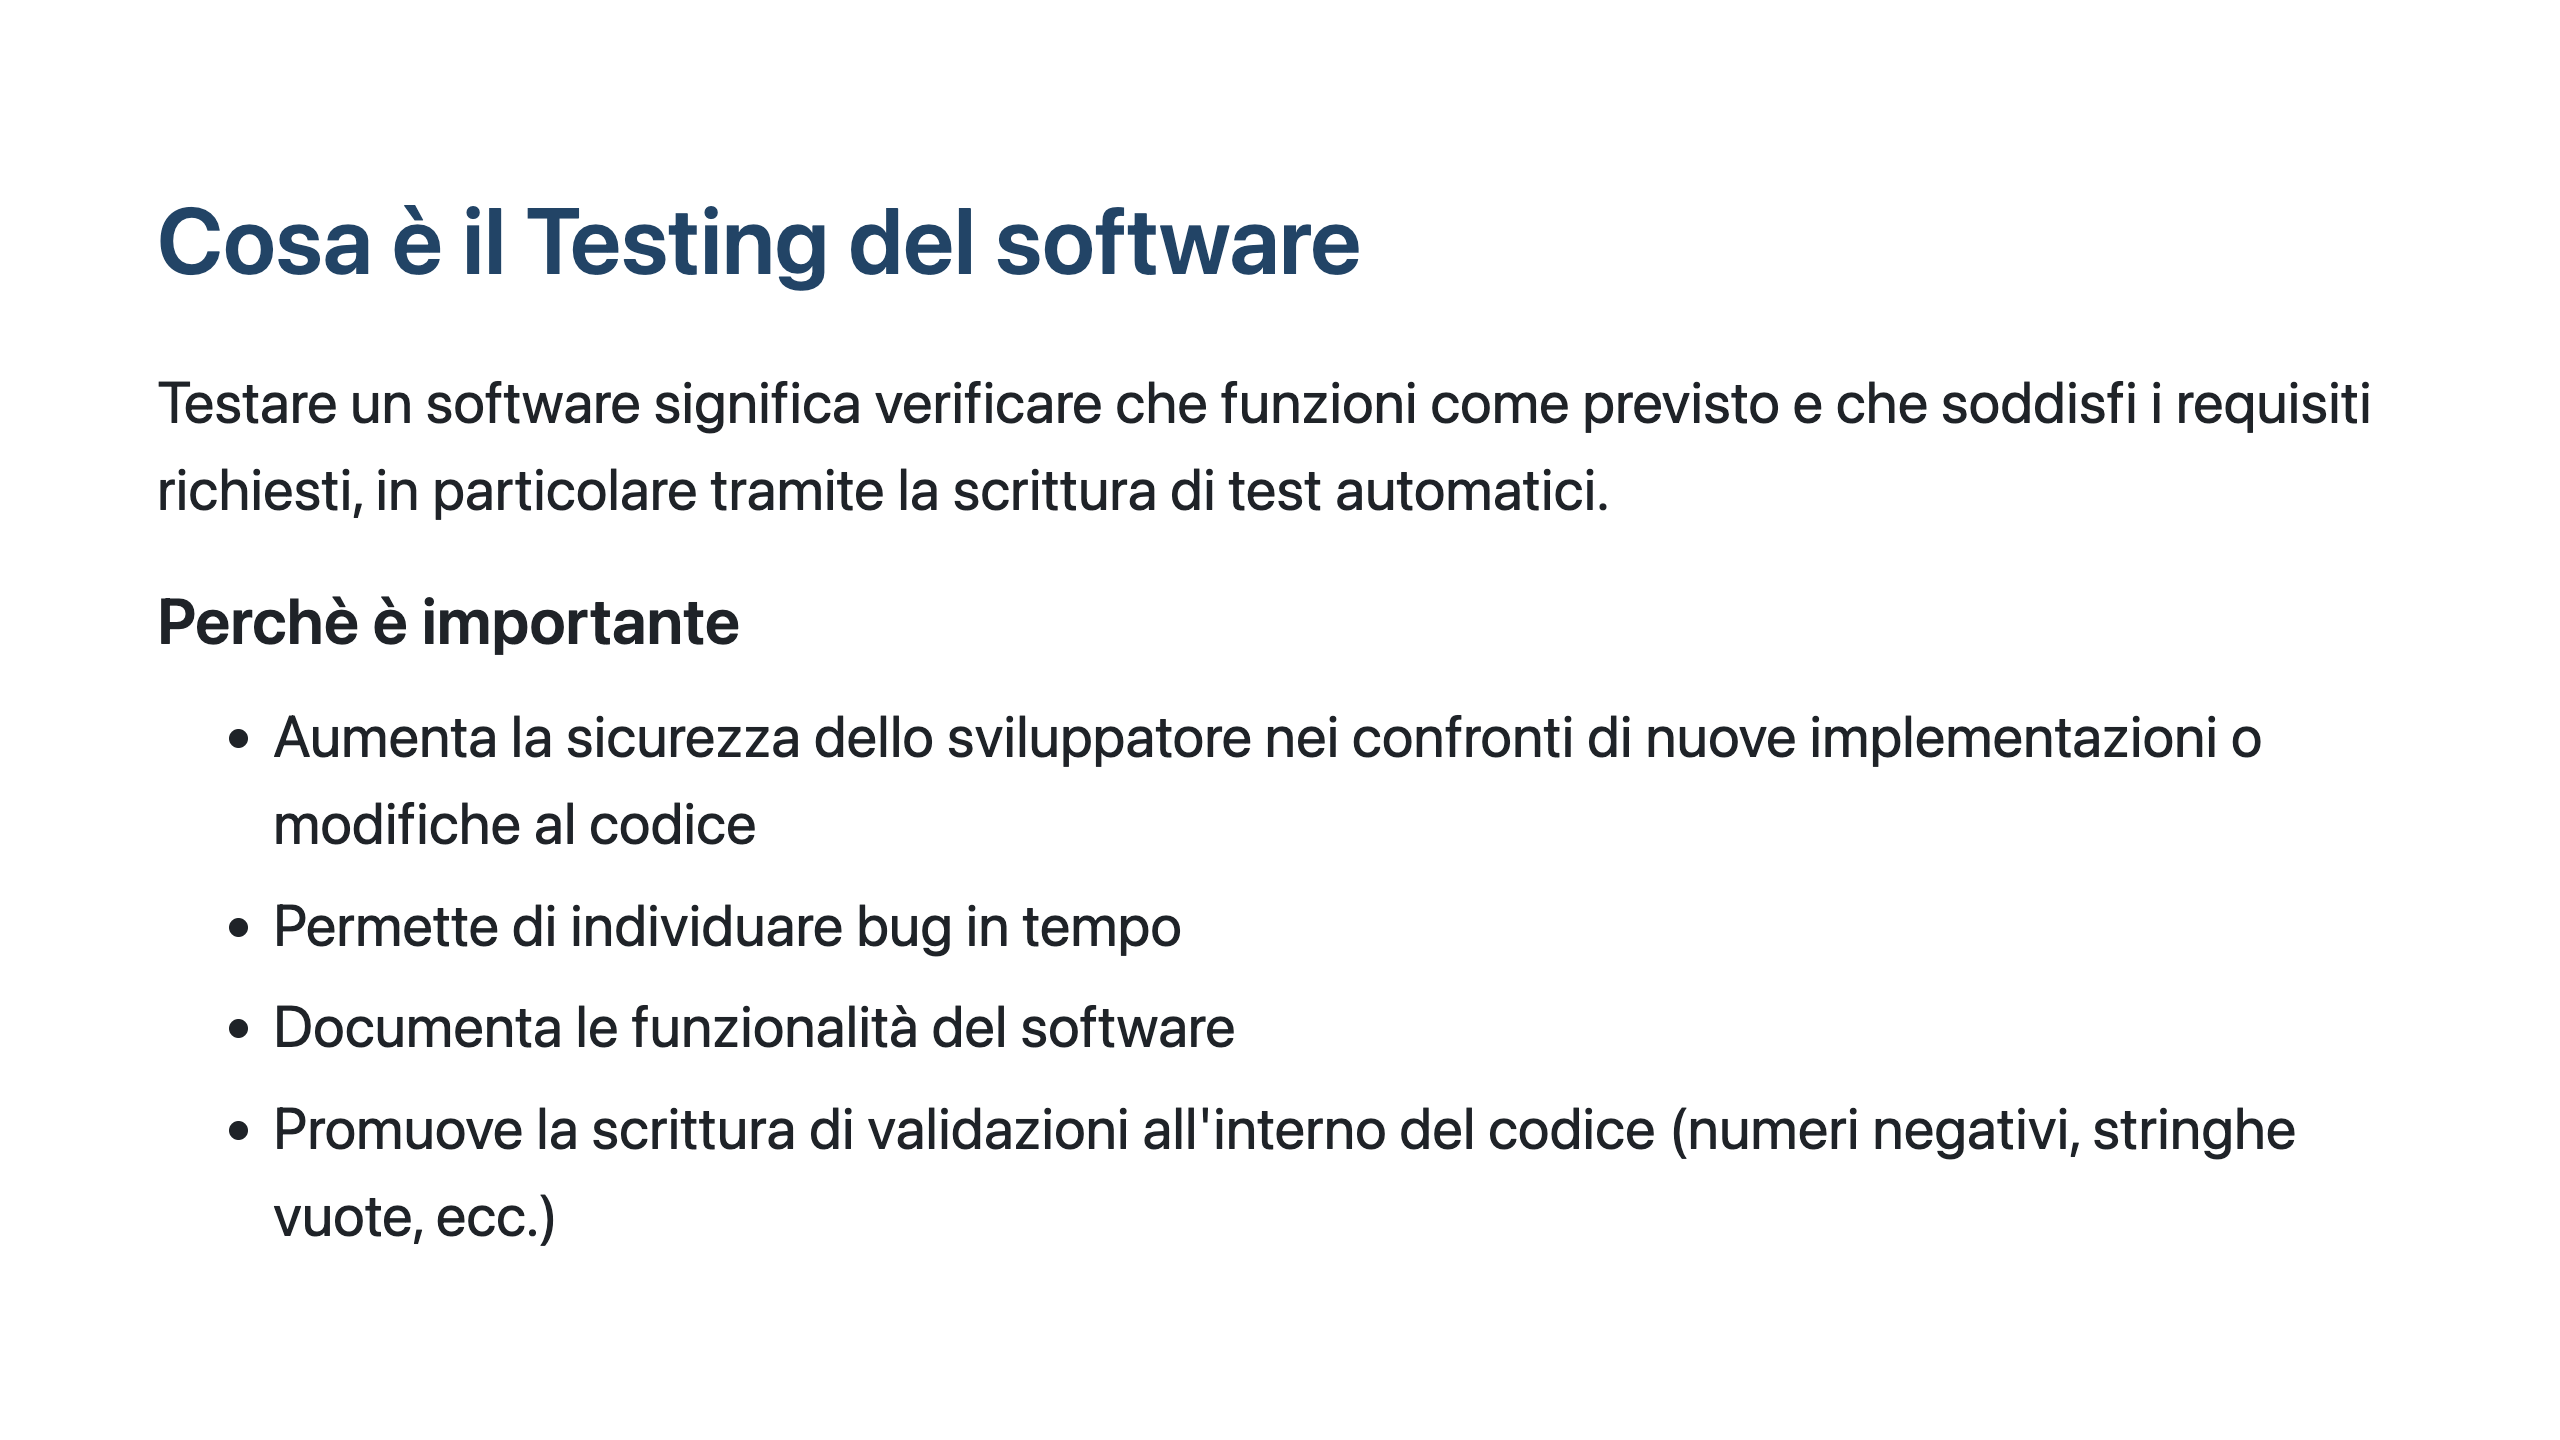 Cosa è il Testing del software
Testare un software significa verificare che funzioni come previsto e che soddisfi i requisiti
richiesti, in particolare tramite la scrittura di test automatici.
Perchè è importante
• Aumenta la sicurezza dello sviluppatore nei confronti di nuove implementazioni o
modifiche al codice
• Permette di individuare bug in tempo
• Documenta le funzionalità del software
• Promuove la scrittura di validazioni all'interno del codice (numeri negativi, stringhe
vuote, ecc.)